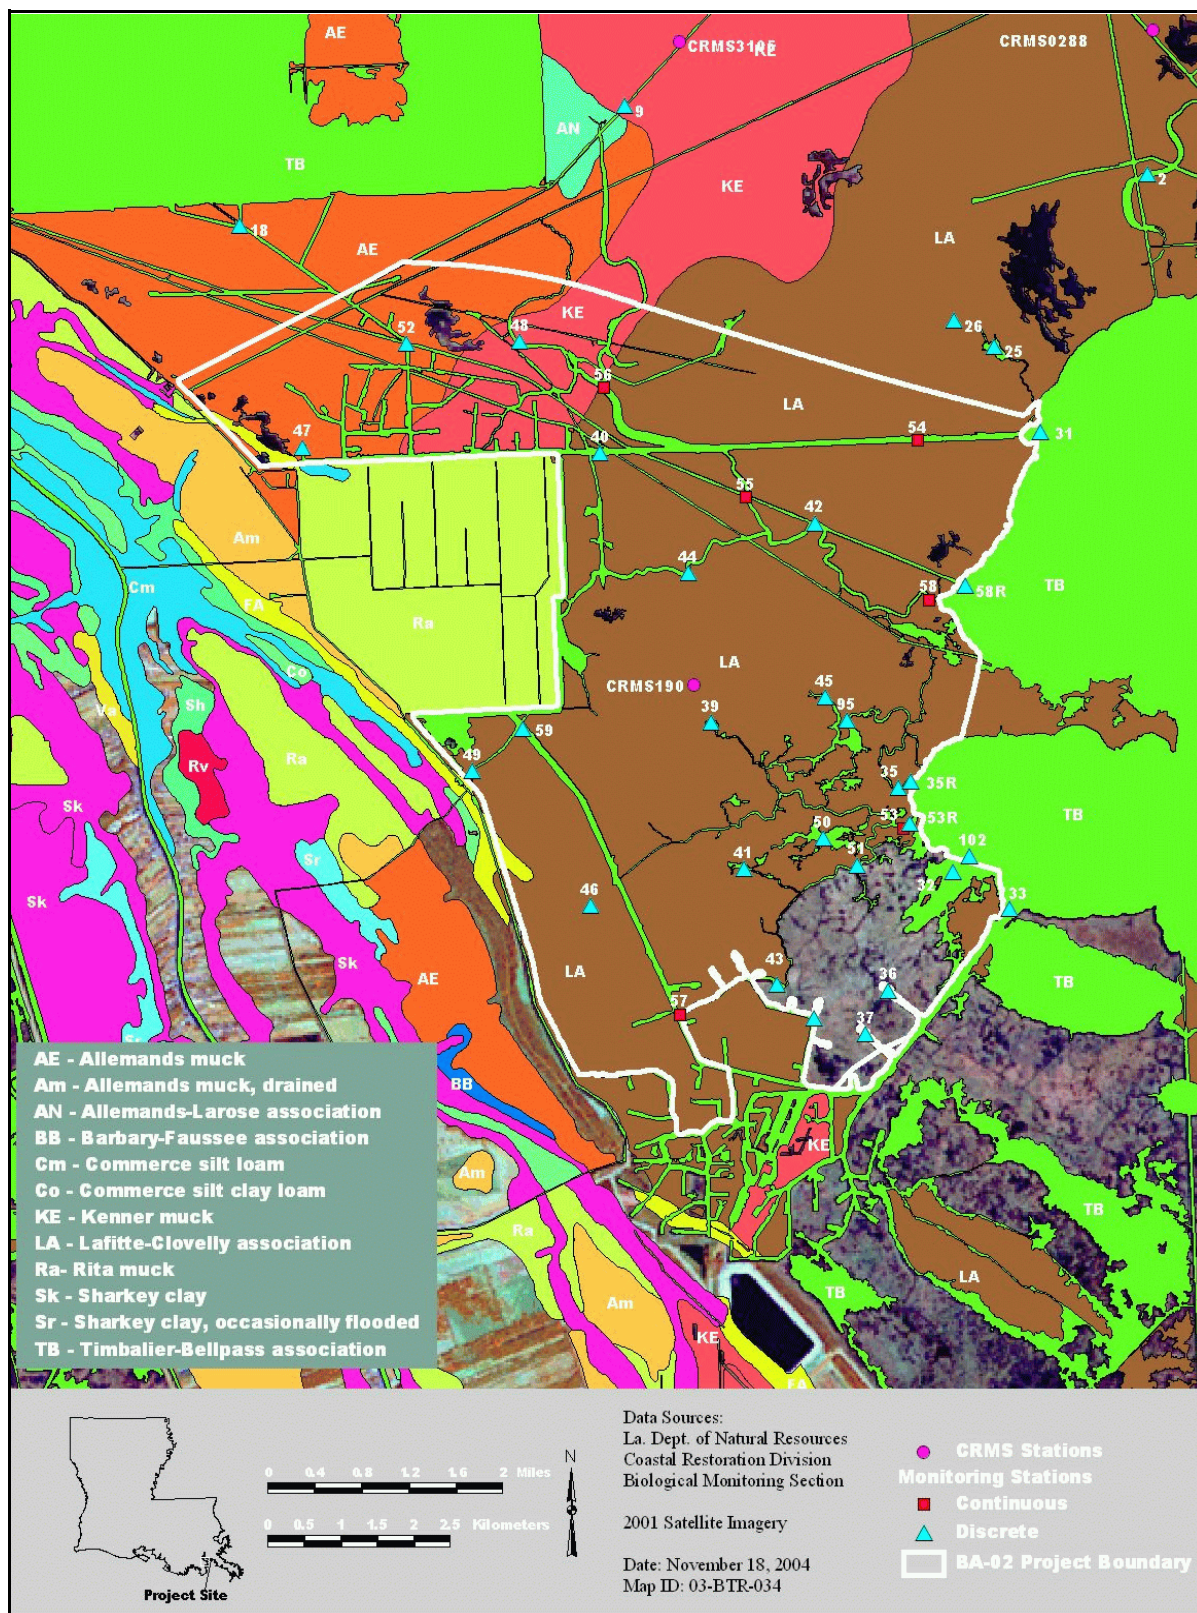 AE
CRMS3105
KE
CRMS0288
9
AN
TB
KE
2
18
AE
LA
26
25
KE
52
48
56
LA
31
47
40
54
55
42
Am
44
58
58R
TB
Cm
FA
Ra
LA
Co
CRMS190
45
39
95
Va
Sh
59
Rv
Ra
49
35
35R
Sk
53
53R
TB
50
102
Sr
41
51
32
46
33
Sk
Sk
LA
43
36
AE
57
TB
37
Sr
BB
KE
Am
TB
Ra
LA
TB
Am
KE
FA
AE - Allemands muck
Am - Allemands muck, drained
AN - Allemands-Larose association
BB - Barbary-Faussee association
Cm - Commerce silt loam
Co - Commerce silt clay loam
KE - Kenner muck
LA - Lafitte-Clovelly association
Ra- Rita muck
Sk - Sharkey clay
Sr - Sharkey clay, occasionally flooded
TB - Timbalier-Bellpass association
Project Site
0 0.4 0.8 1.2 1.6 2 Miles
0 0.5 1 1.5 2 2.5 Kilometers
N
Data Sources:
La. Dept. of Natural Resources
Coastal Restoration Division
Biological Monitoring Section
2001 Satellite Imagery
Date: November 18, 2004
Map ID: 03-BTR-034
CRMS Stations
Monitoring Stations
Continuous
Discrete
BA-02 Project Boundary